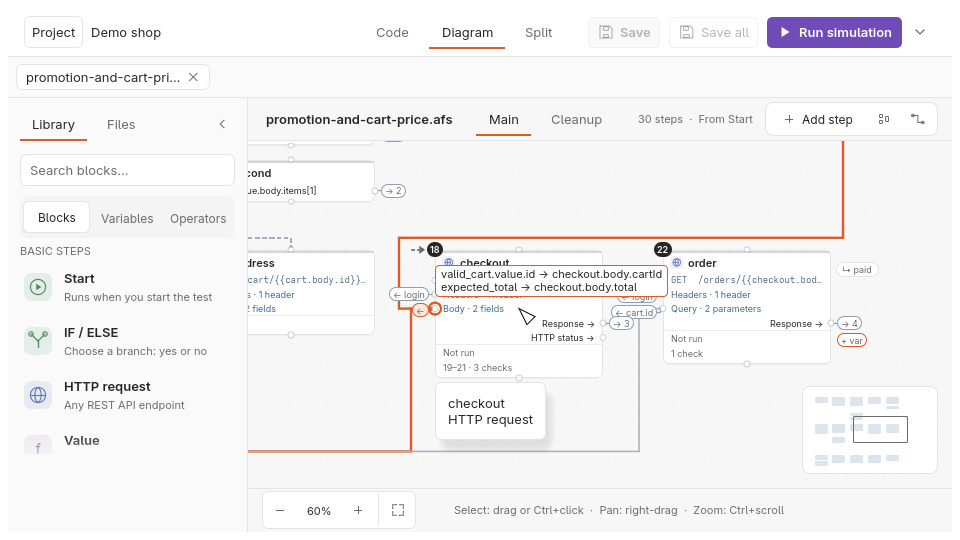 Project
Demo shop
Code
Diagram
Split
Save
Save all
Run simulation
promotion-and-cart-pri...
Library
Files
promotion-and-cart-price.afs
Main
Cleanup
30 steps · From Start
Add step
Search blocks...
Blocks
Variables
Operators
BASIC STEPS
Start
Runs when you start the test
IF / ELSE
Choose a branch: yes or no
HTTP request
Any REST API endpoint
Value
f
cond
ue.body.items[1]
→ 2
dress
cart/{{cart.body.id}}…
s · 1 header
2 fields
18
checkout
valid_cart.value.id → checkout.body.cartId
expected_total → checkout.body.total
← login
←
Body · 2 fields
Response →
→ 3
HTTP status →
Not run
19–21 · 3 checks
checkout
HTTP request
← cart.id
22
order
GET /orders/{{checkout.bod…
Headers · 1 header
Query · 2 parameters
Response →
→ 4
+ var
↳ paid
Not run
1 check
60%
Select: drag or Ctrl+click · Pan: right-drag · Zoom: Ctrl+scroll